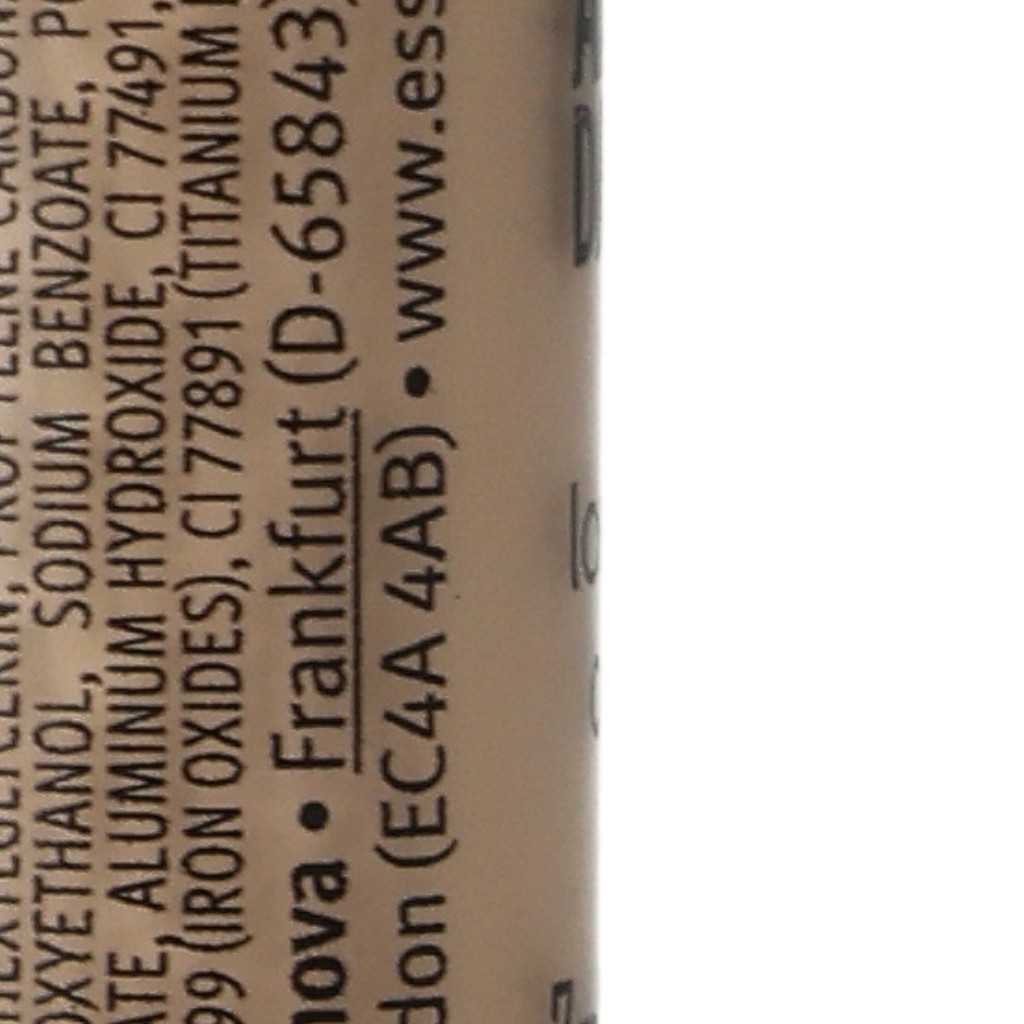 OXYETHANOL, SODIUM BENZOATE,
ATE, ALUMINUM HYDROXIDE, CI 77491,
99 (IRON OXIDES), CI 77891 (TITANIUM
nova • Frankfurt (D-65843)
don (EC4A 4AB) • www.ess